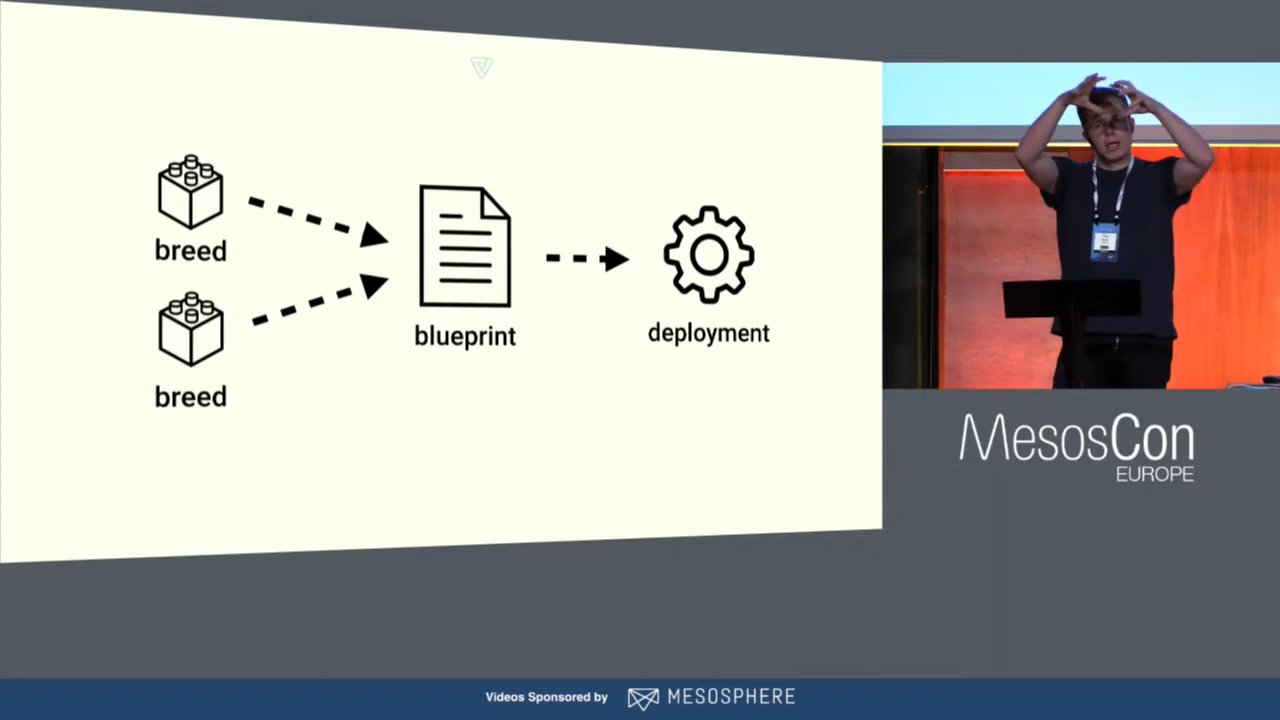 breed
breed
blueprint
deployment
MesosCon
EUROPE
Videos Sponsored by MESOSPHERE